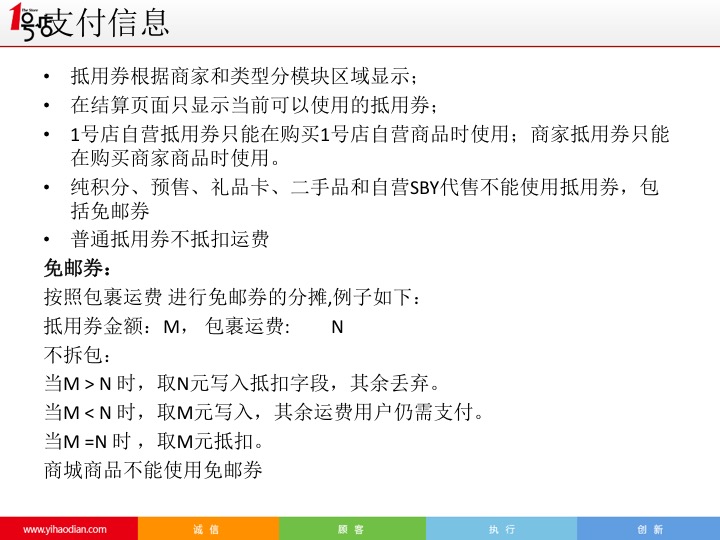 The Store
1号店
支付信息
• 抵用券根据商家和类型分模块区域显示；
• 在结算页面只显示当前可以使用的抵用券；
• 1号店自营抵用券只能在购买1号店自营商品时使用；商家抵用券只能
在购买商家商品时使用。
• 纯积分、预售、礼品卡、二手品和自营SBY代售不能使用抵用券，包
括免邮券
• 普通抵用券不抵扣运费
免邮券：
按照包裹运费 进行免邮券的分摊,例子如下：
抵用券金额：M， 包裹运费: N
不拆包：
当M > N 时，取N元写入抵扣字段，其余丢弃。
当M < N 时，取M元写入，其余运费用户仍需支付。
当M =N 时 ，取M元抵扣。
商城商品不能使用免邮券
www.yihaodian.com 诚 信 顾 客 执 行 创 新